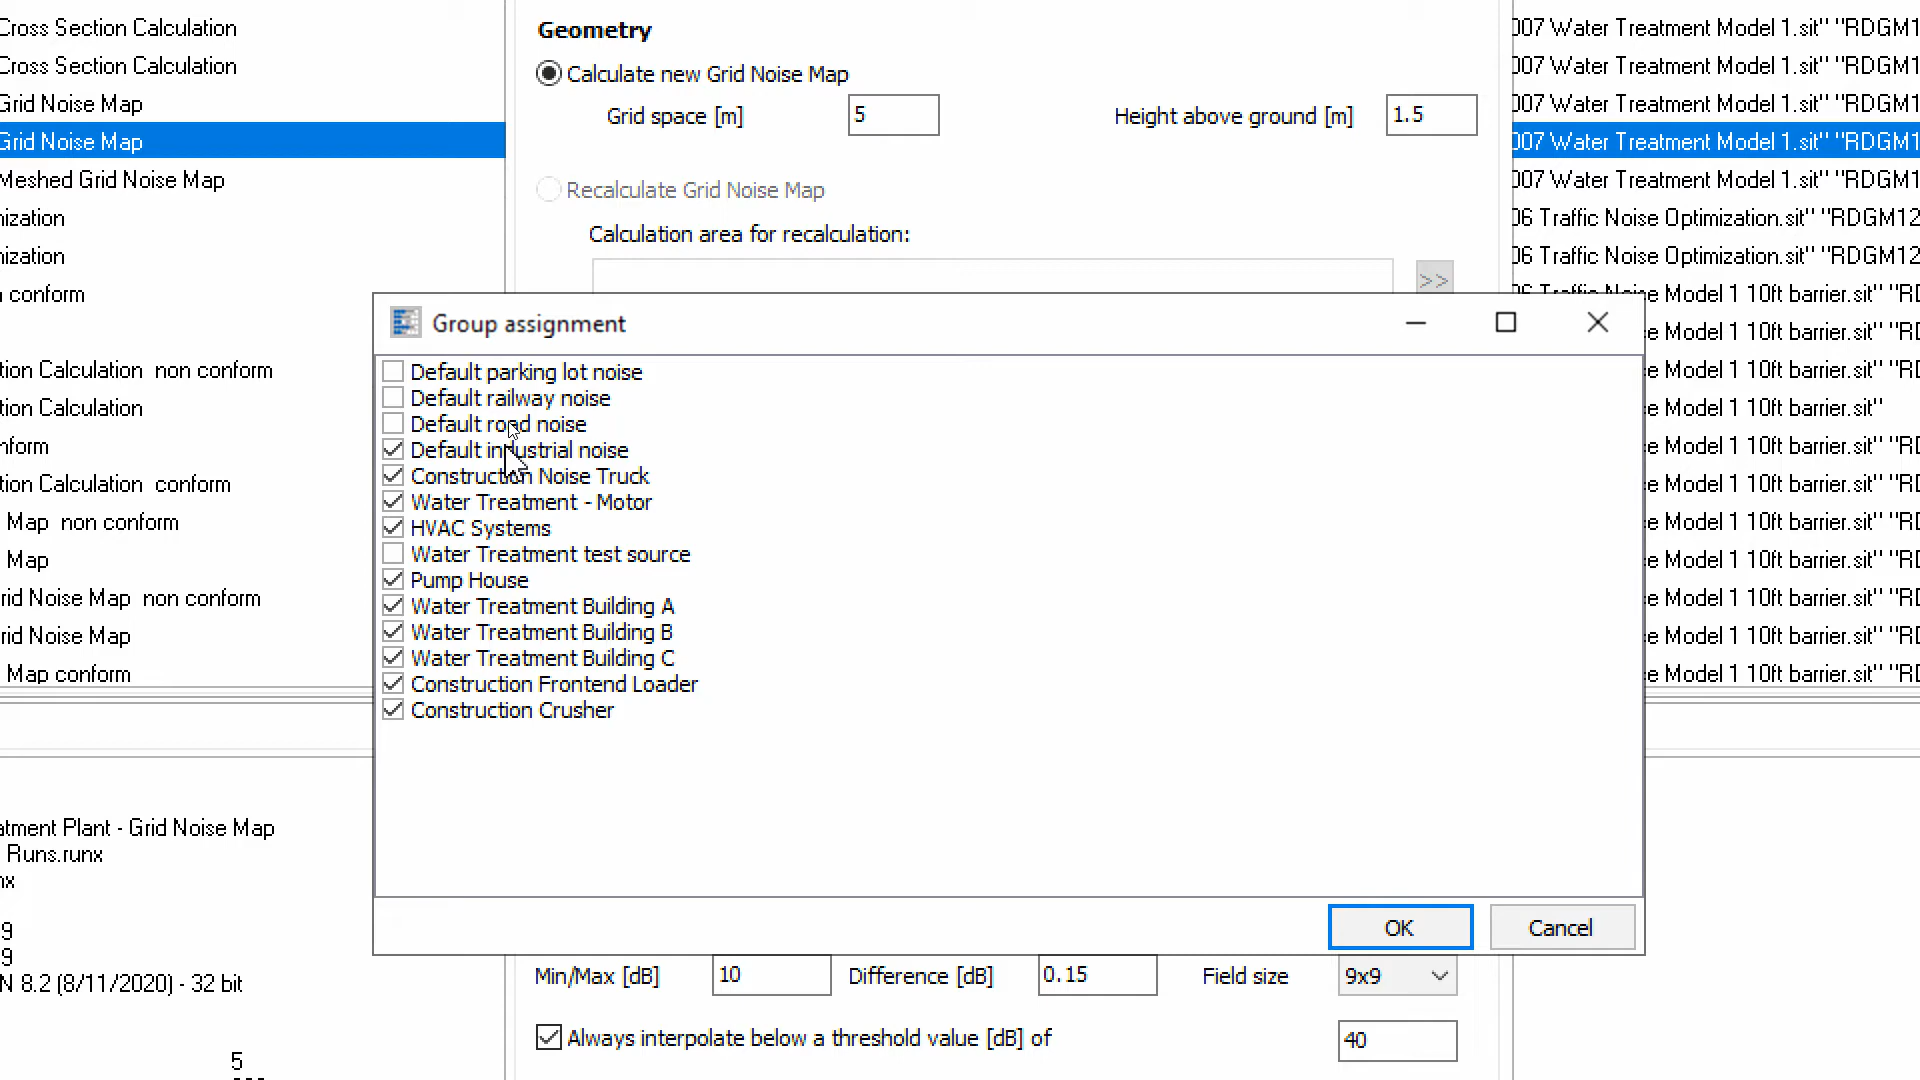 Cross Section Calculation
Cross Section Calculation
Grid Noise Map
Grid Noise Map
Meshed Grid Noise Map
nization
nization
conform
tion Calculation non conform
tion Calculation
nform
tion Calculation conform
Map non conform
Map
rid Noise Map non conform
rid Noise Map
Map conform
atment Plant - Grid Noise Map
Runs.runx
nx
9
9
N 8.2 (8/11/2020) - 32 bit
5
Geometry
Calculate new Grid Noise Map
Grid space [m] 5 Height above ground [m] 1.5
Recalculate Grid Noise Map
Calculation area for recalculation:
>>
Group assignment
Default parking lot noise
Default railway noise
Default road noise
Default industrial noise
Construction Noise Truck
Water Treatment - Motor
HVAC Systems
Water Treatment test source
Pump House
Water Treatment Building A
Water Treatment Building B
Water Treatment Building C
Construction Frontend Loader
Construction Crusher
OK Cancel
Min/Max [dB] 10 Difference [dB] 0.15 Field size 9x9
Always interpolate below a threshold value [dB] of 40
007 Water Treatment Model 1.sit" "RDGM1
007 Water Treatment Model 1.sit" "RDGM1
007 Water Treatment Model 1.sit" "RDGM1
007 Water Treatment Model 1.sit" "RDGM1
007 Water Treatment Model 1.sit" "RDGM1
06 Traffic Noise Optimization.sit" "RDGM12
06 Traffic Noise Optimization.sit" "RDGM12
06 Traffic Noise Model 1 10ft barrier.sit" "RD
e Model 1 10ft barrier.sit" "RD
e Model 1 10ft barrier.sit" "RD
e Model 1 10ft barrier.sit"
e Model 1 10ft barrier.sit" "RD
e Model 1 10ft barrier.sit" "RD
e Model 1 10ft barrier.sit" "RD
e Model 1 10ft barrier.sit" "RD
e Model 1 10ft barrier.sit" "RD
e Model 1 10ft barrier.sit" "RD
e Model 1 10ft barrier.sit" "RD